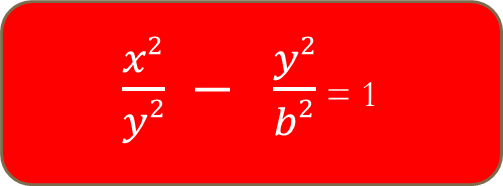 x²/y² − y²/b² = 1